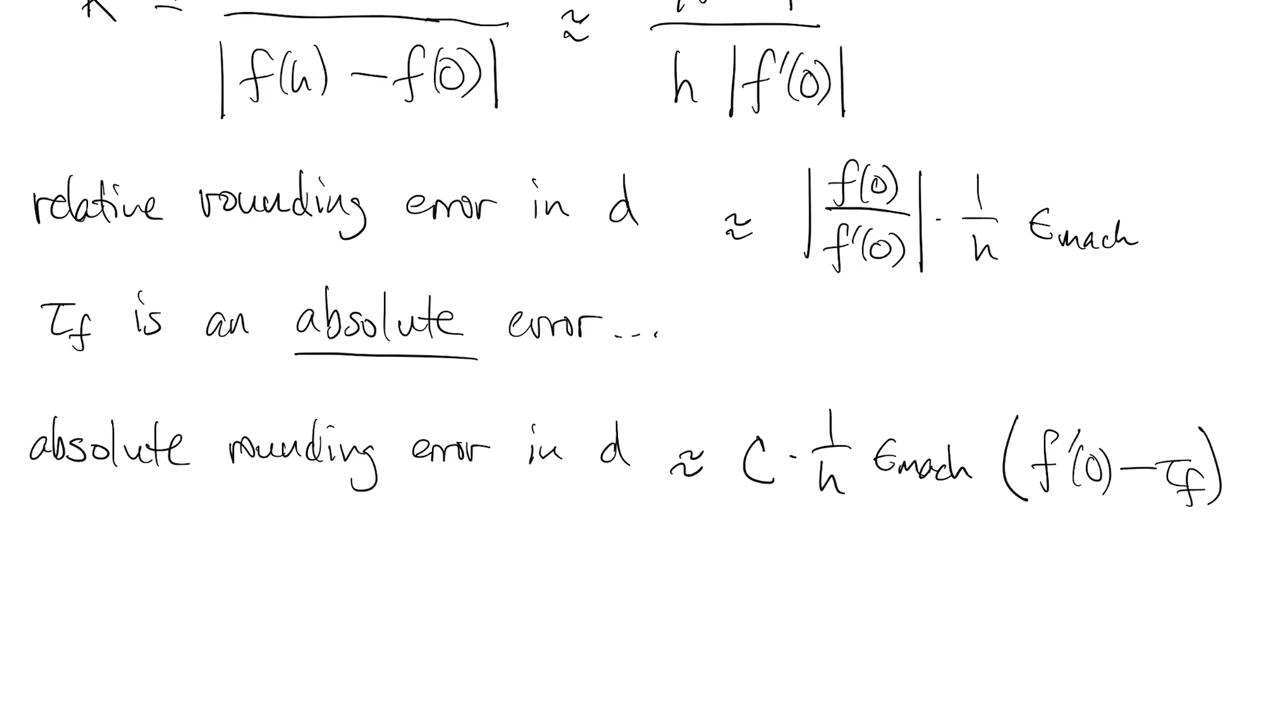 K =
|f(h) - f(0)| ≈ h |f'(0)|
relative rounding error in d ≈ |f(0)/f'(0)| · 1/h ϵmach
τf is an absolute error...
absolute rounding error in d ≈ C · 1/h ϵmach (f'(0) - τf)